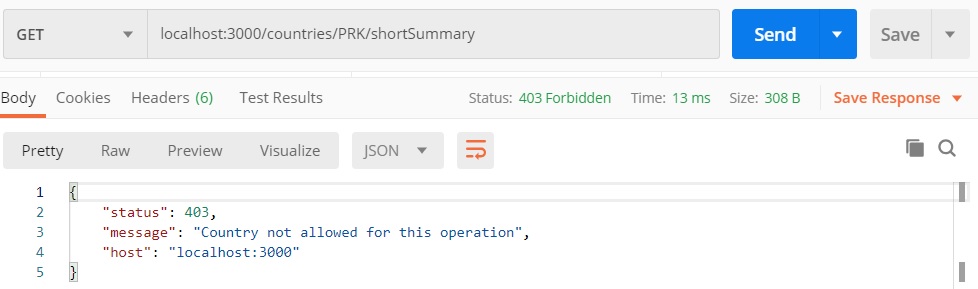 GET localhost:3000/countries/PRK/shortSummary Send Save
Body Cookies Headers (6) Test Results Status: 403 Forbidden Time: 13 ms Size: 308 B Save Response
Pretty Raw Preview Visualize JSON
1 {
2 "status": 403,
3 "message": "Country not allowed for this operation",
4 "host": "localhost:3000"
5 }